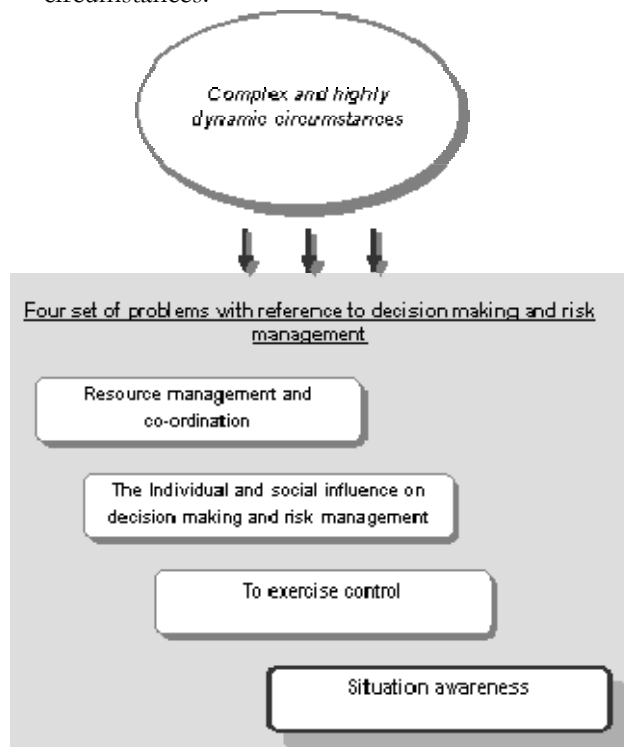 circumstances.
Complex and highly
dynamic circumstances
Four set of problems with reference to decision making and risk
management
Resource management and
co-ordination
The Individual and social influence on
decision making and risk management
To exercise control
Situation awareness